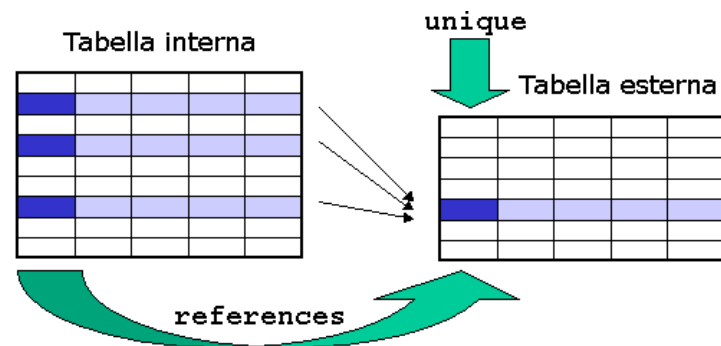 unique
Tabella interna
Tabella esterna
references